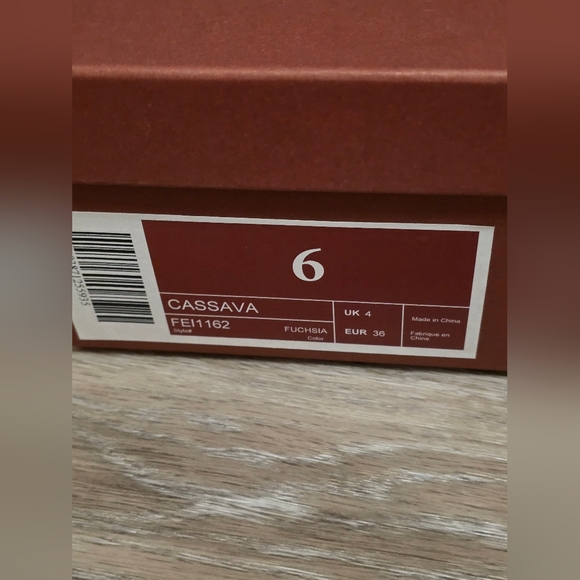 6
CASSAVA
FEI1162
Style#
FUCHSIA
Color
UK 4
EUR 36
Made in China
Fabriqué en
Chine